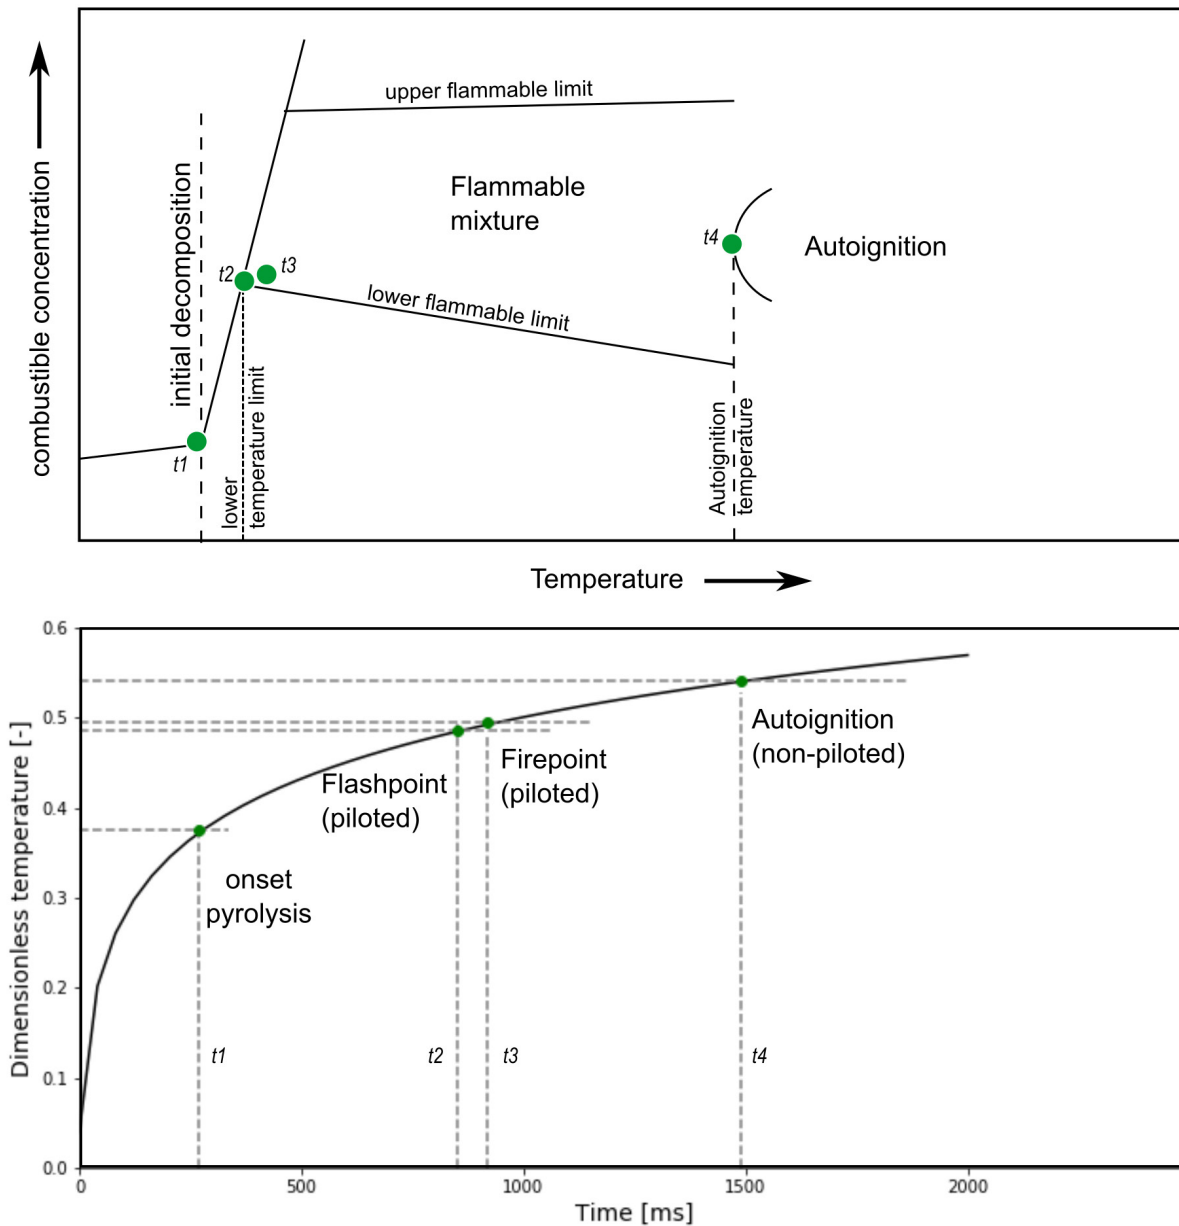 combustible concentration
initial decomposition
upper flammable limit
Flammable
mixture
t4
Autoignition
t2
t3
lower flammable limit
t1
lower
temperature limit
Autoignition
temperature
Temperature
Dimensionless temperature [-]
0.6
0.5
0.4
0.3
0.2
0.1
0.0
Autoignition
(non-piloted)
Firepoint
(piloted)
Flashpoint
(piloted)
onset
pyrolysis
t1
t2
t3
t4
0
500
1000
1500
2000
Time [ms]